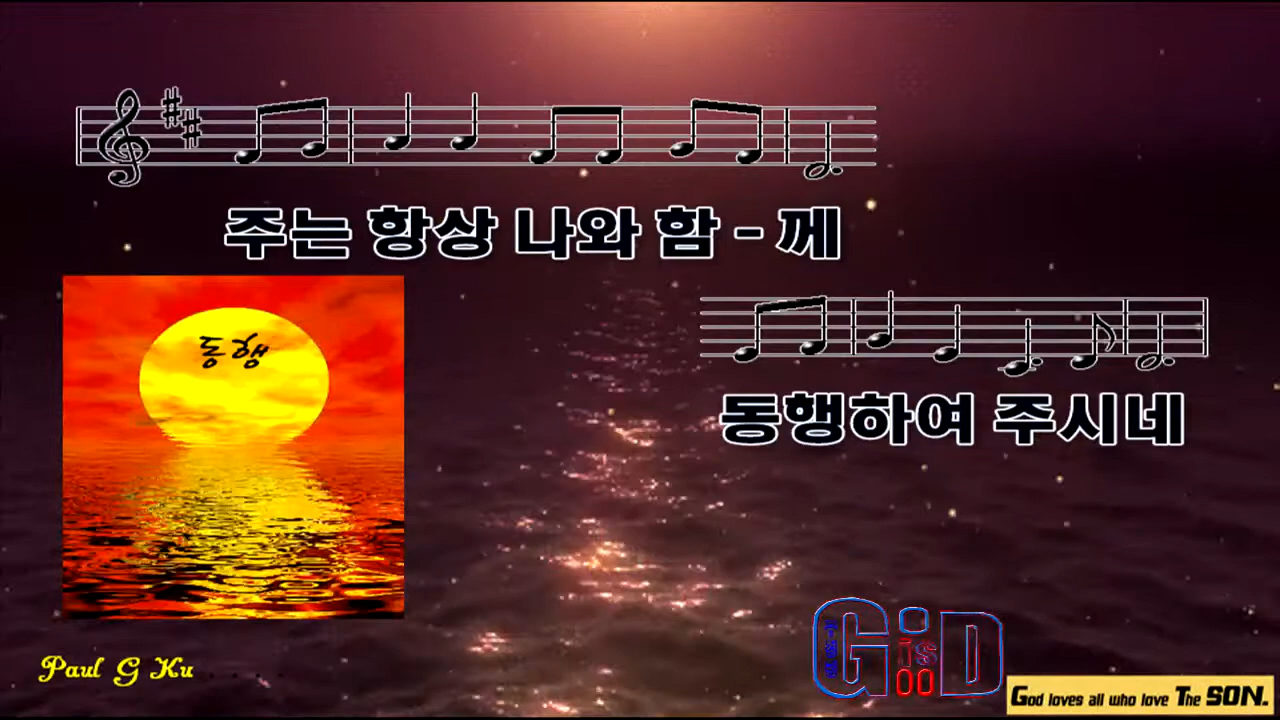 주는 항상 나와 함 - 께
동행
동행하여 주시네
Paul G Ku
GooD
is
God loves all who love The SON.